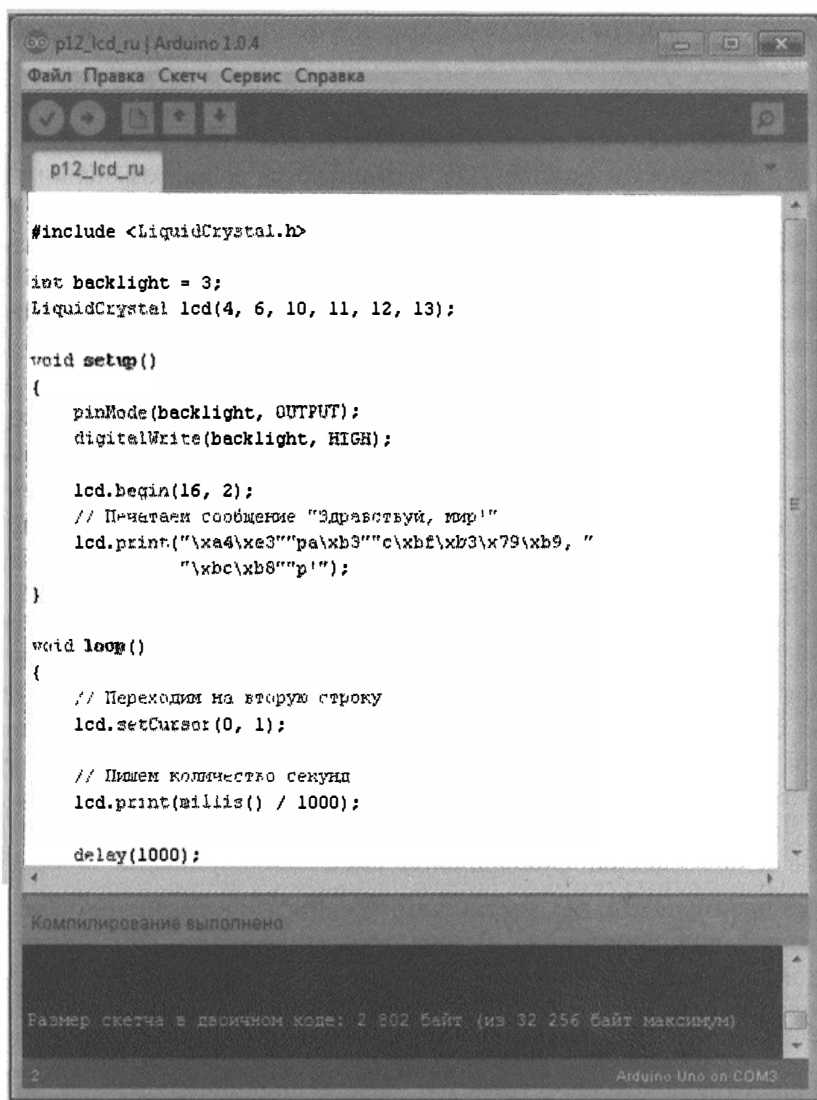 p12_lcd_ru | Arduino 1.0.4
Файл Правка Скетч Сервис Справка
p12_lcd_ru
#include <LiquidCrystal.h>
int backlight = 3;
LiquidCrystal lcd(4, 6, 10, 11, 12, 13);
void setup()
{
pinMode(backlight, OUTPUT);
digitalWrite(backlight, HIGH);
lcd.begin(16, 2);
// Печатаем сообщение "Здравствуй, мир!"
lcd.print("\xa4\xe3""pa\xb3""c\xbf\xb3\x79\xb9, "
"\xbc\xb8""p!");
}
void loop()
{
// Переходим на вторую строку
lcd.setCursor(0, 1);
// Пишем количество секунд
lcd.print(millis() / 1000);
delay(1000);
Компилирование выполнено
Размер скетча в двоичном коде: 2 802 байт (из 32 256 байт максимум)
2
Arduino Uno on COM3